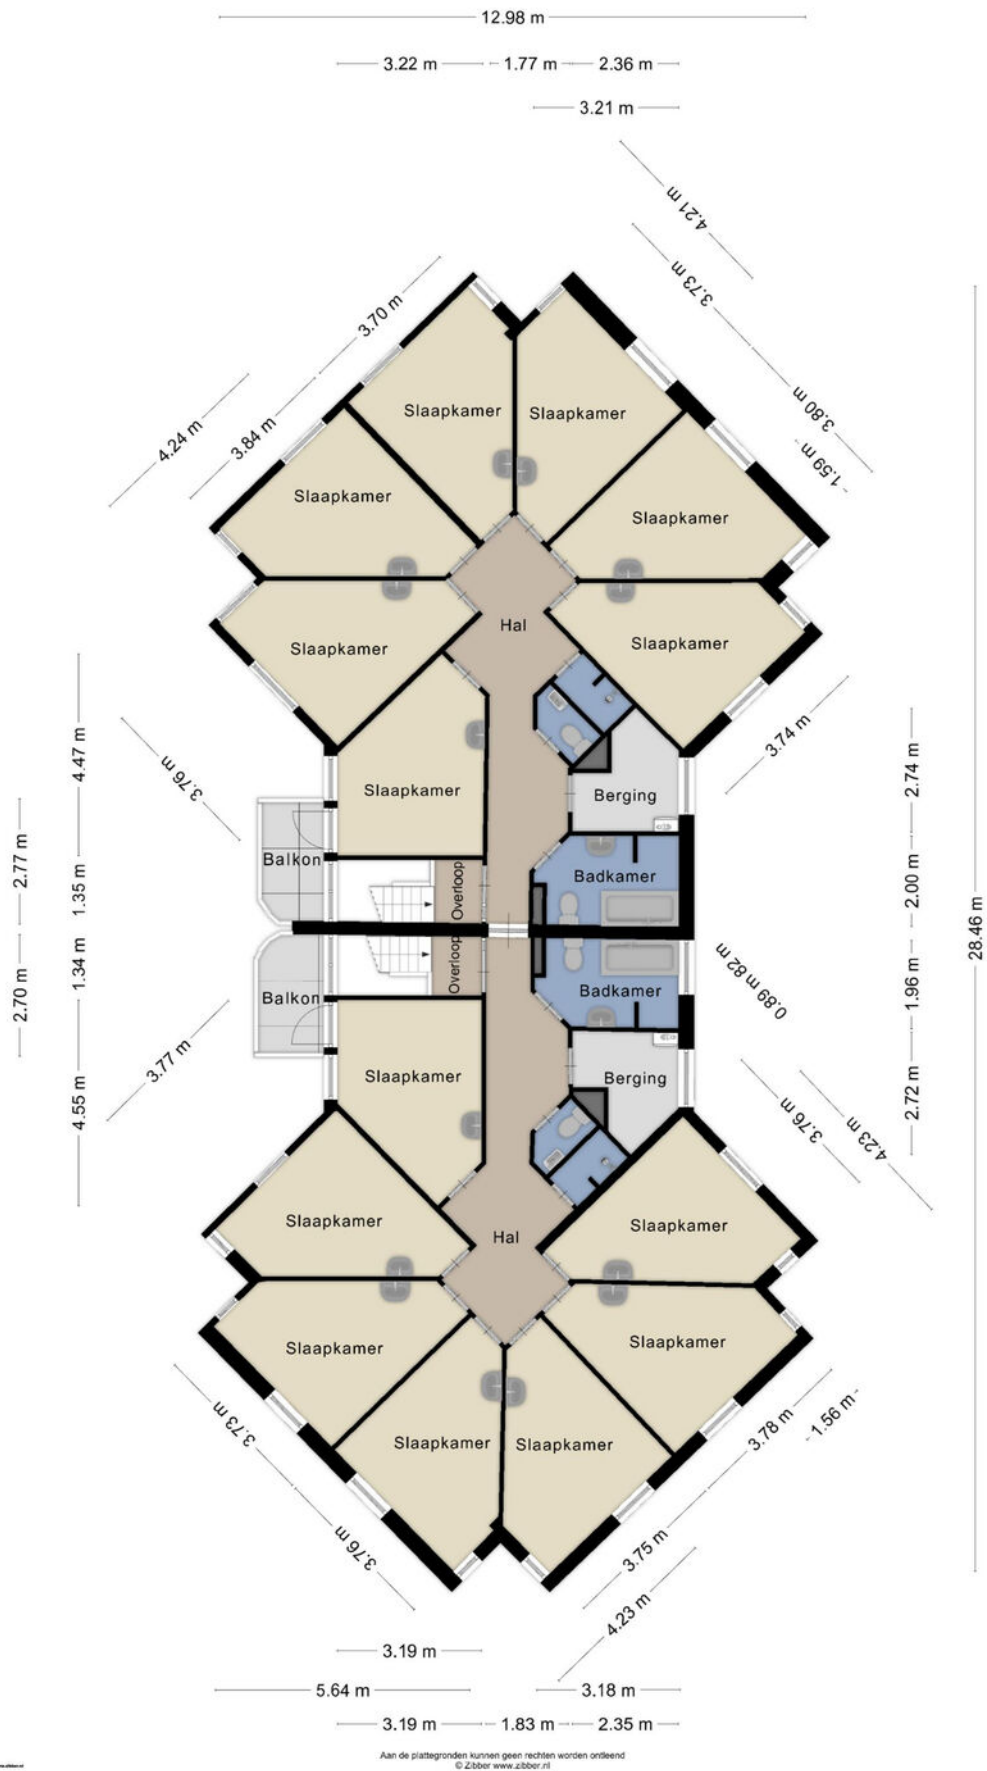 12.98 m
3.22 m
1.77 m
2.36 m
3.21 m
4.21 m
3.73 m
3.70 m
3.80 m
1.59 m
4.24 m
3.84 m
Slaapkamer
Slaapkamer
Slaapkamer
Slaapkamer
Hal
Slaapkamer
Slaapkamer
3.74 m
4.47 m
3.76 m
2.74 m
Slaapkamer
Berging
2.77 m
Balkon
1.35 m
Overloop
Badkamer
2.00 m
28.46 m
2.70 m
1.34 m
Balkon
Overloop
Badkamer
0.89 m
0.82 m
1.96 m
3.77 m
4.55 m
Slaapkamer
Berging
2.72 m
3.76 m
4.23 m
Slaapkamer
Hal
Slaapkamer
Slaapkamer
Slaapkamer
3.73 m
Slaapkamer
Slaapkamer
3.78 m
1.56 m
3.76 m
3.75 m
4.23 m
3.19 m
5.64 m
3.18 m
3.19 m
1.83 m
2.35 m
Aan de plattegronden kunnen geen rechten worden ontleend
© Zibber www.zibber.nl